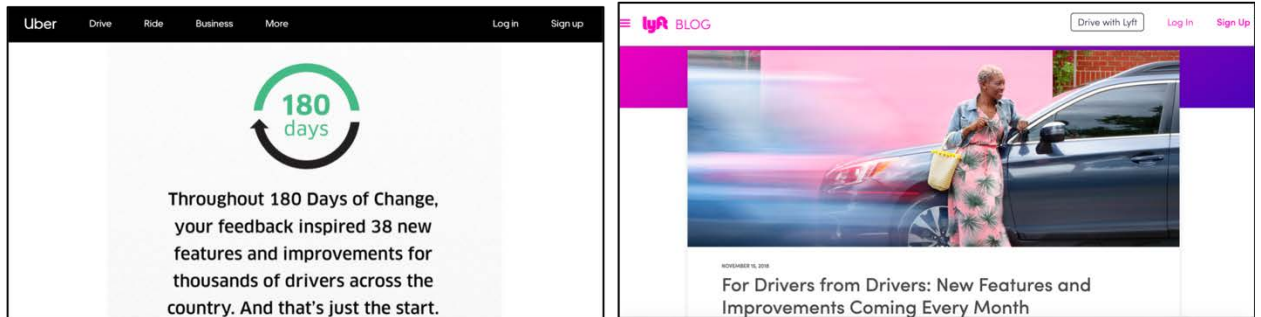 Uber Drive Ride Business More Log in Sign up
180
days
Throughout 180 Days of Change,
your feedback inspired 38 new
features and improvements for
thousands of drivers across the
country. And that's just the start.
lyft BLOG Drive with Lyft Log In Sign Up
NOVEMBER 15, 2018
For Drivers from Drivers: New Features and
Improvements Coming Every Month